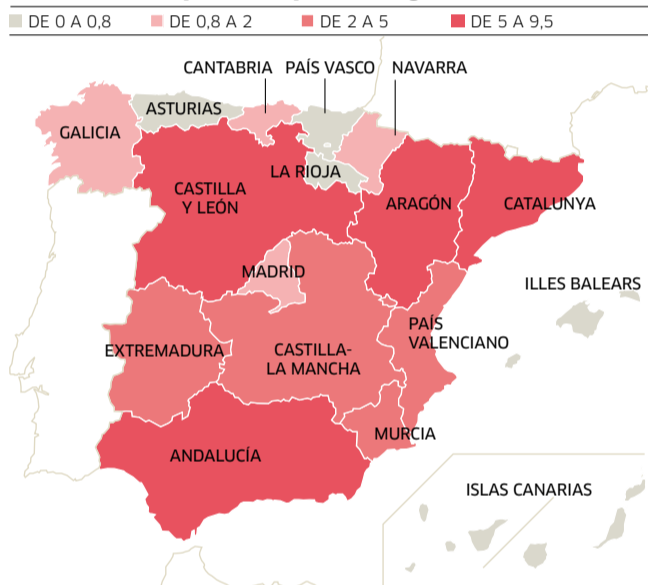 DE 0 A 0,8
DE 0,8 A 2
DE 2 A 5
DE 5 A 9,5
CANTABRIA
PAÍS VASCO
NAVARRA
ASTURIAS
GALICIA
LA RIOJA
CASTILLA
Y LEÓN
ARAGÓN
CATALUNYA
MADRID
ILLES BALEARS
PAÍS
VALENCIANO
EXTREMADURA
CASTILLA-
LA MANCHA
MURCIA
ANDALUCÍA
ISLAS CANARIAS